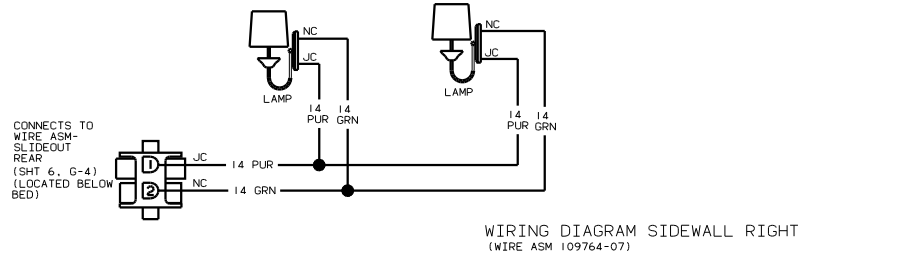 NC
JC
LAMP
14
PUR
14
GRN
NC
JC
LAMP
14
PUR
14
GRN
CONNECTS TO
WIRE ASM-
SLIDEOUT
REAR
(SHT 6, G-4)
(LOCATED BELOW
BED)
1
JC
14 PUR
2
NC
14 GRN
WIRING DIAGRAM SIDEWALL RIGHT
(WIRE ASM 109764-07)